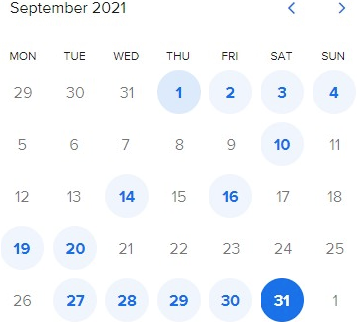 September 2021
MON TUE WED THU FRI SAT SUN
29 30 31 1 2 3 4
5 6 7 8 9 10 11
12 13 14 15 16 17 18
19 20 21 22 23 24 25
26 27 28 29 30 31 1